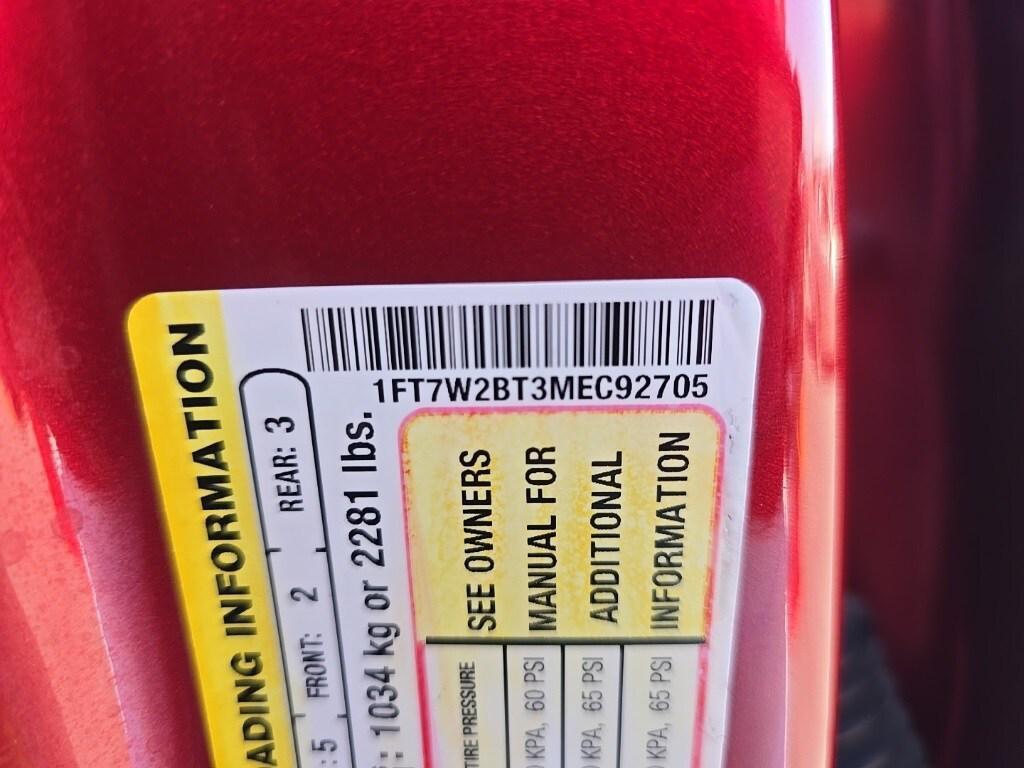 1FT7W2BT3MEC92705
ADING INFORMATION
: 5 FRONT: 2 REAR: 3
: 1034 kg or 2281 lbs.
SEE OWNERS
MANUAL FOR
ADDITIONAL
INFORMATION
TIRE PRESSURE
KPA, 60 PSI
KPA, 65 PSI
KPA, 65 PSI